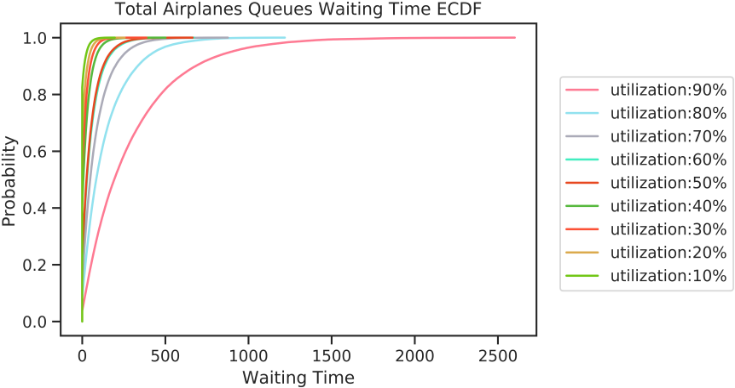 Total Airplanes Queues Waiting Time ECDF
1.0
0.8
0.6
0.4
0.2
0.0
Probability
0
500
1000
1500
2000
2500
Waiting Time
utilization:90%
utilization:80%
utilization:70%
utilization:60%
utilization:50%
utilization:40%
utilization:30%
utilization:20%
utilization:10%